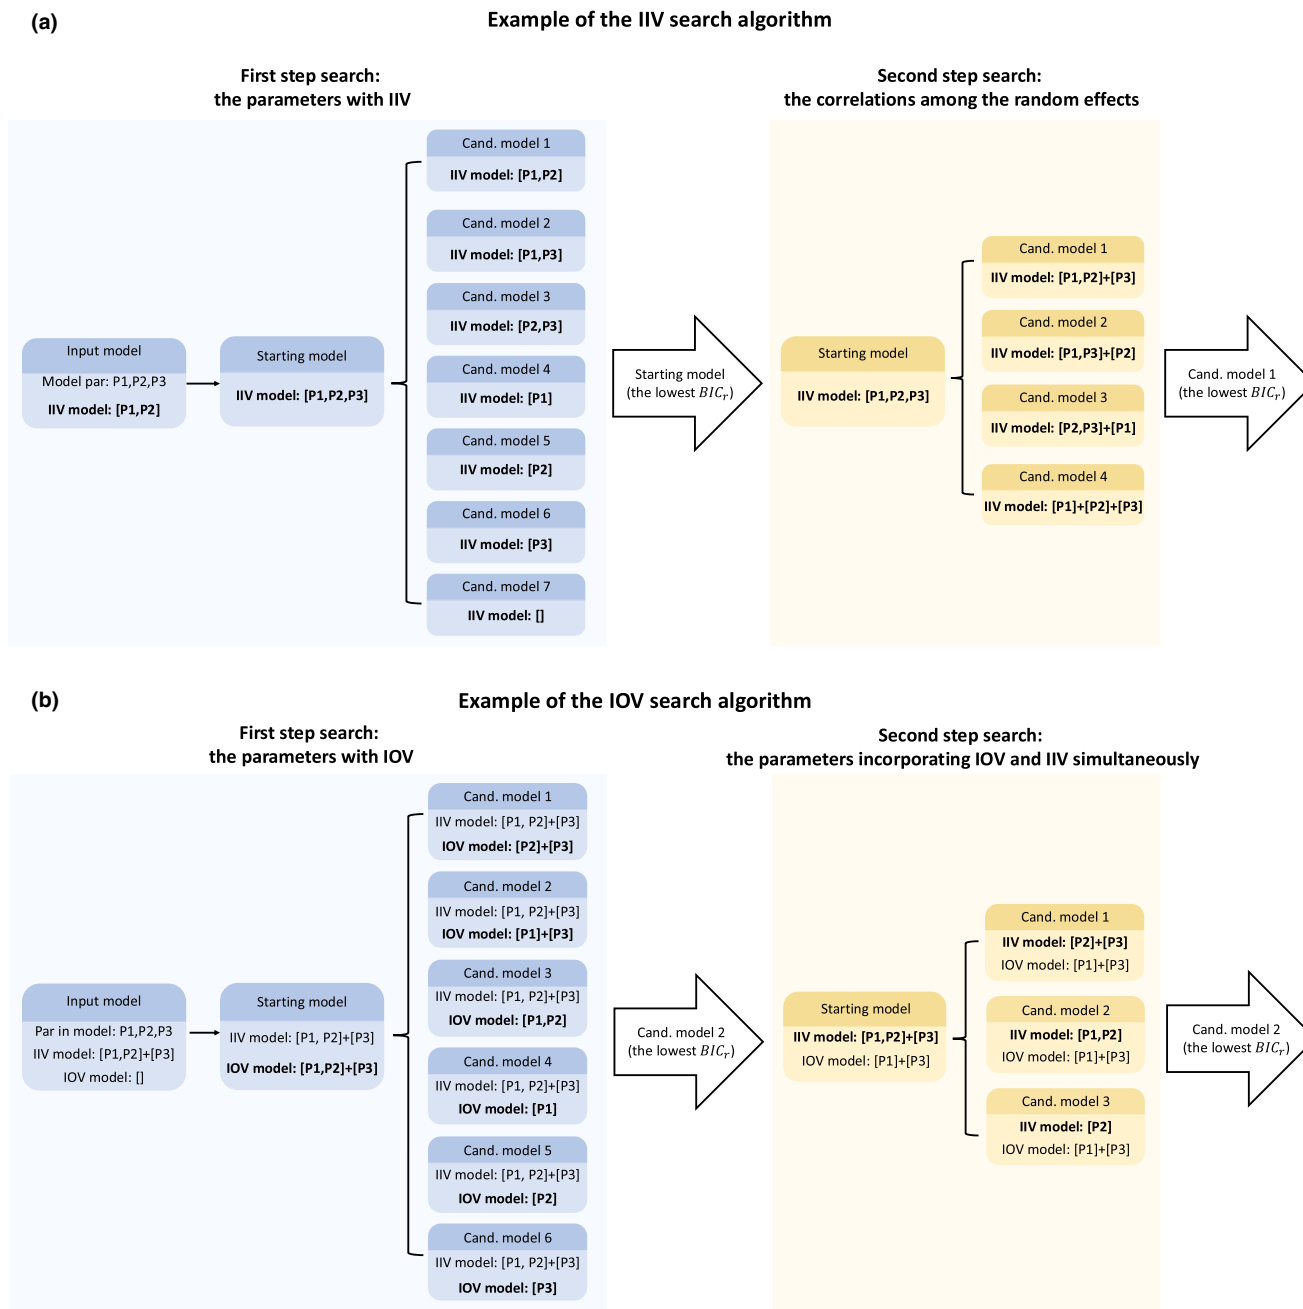 (a)
Example of the IIV search algorithm
First step search:
the parameters with IIV
Second step search:
the correlations among the random effects
Input model
Model par: P1,P2,P3
IIV model: [P1,P2]
Starting model
IIV model: [P1,P2,P3]
Cand. model 1
IIV model: [P1,P2]
Cand. model 2
IIV model: [P1,P3]
Cand. model 3
IIV model: [P2,P3]
Cand. model 4
IIV model: [P1]
Cand. model 5
IIV model: [P2]
Cand. model 6
IIV model: [P3]
Cand. model 7
IIV model: []
Starting model
(the lowest BICr)
Starting model
IIV model: [P1,P2,P3]
Cand. model 1
IIV model: [P1,P2]+[P3]
Cand. model 2
IIV model: [P1,P3]+[P2]
Cand. model 3
IIV model: [P2,P3]+[P1]
Cand. model 4
IIV model: [P1]+[P2]+[P3]
Cand. model 1
(the lowest BICr)
(b)
Example of the IOV search algorithm
First step search:
the parameters with IOV
Second step search:
the parameters incorporating IOV and IIV simultaneously
Input model
Par in model: P1,P2,P3
IIV model: [P1,P2]+[P3]
IOV model: []
Starting model
IIV model: [P1, P2]+[P3]
IOV model: [P1,P2]+[P3]
Cand. model 1
IIV model: [P1, P2]+[P3]
IOV model: [P2]+[P3]
Cand. model 2
IIV model: [P1, P2]+[P3]
IOV model: [P1]+[P3]
Cand. model 3
IIV model: [P1, P2]+[P3]
IOV model: [P1,P2]
Cand. model 4
IIV model: [P1, P2]+[P3]
IOV model: [P1]
Cand. model 5
IIV model: [P1, P2]+[P3]
IOV model: [P2]
Cand. model 6
IIV model: [P1, P2]+[P3]
IOV model: [P3]
Cand. model 2
(the lowest BICr)
Starting model
IIV model: [P1,P2]+[P3]
IOV model: [P1]+[P3]
Cand. model 1
IIV model: [P2]+[P3]
IOV model: [P1]+[P3]
Cand. model 2
IIV model: [P1,P2]
IOV model: [P1]+[P3]
Cand. model 3
IIV model: [P2]
IOV model: [P1]+[P3]
Cand. model 2
(the lowest BICr)